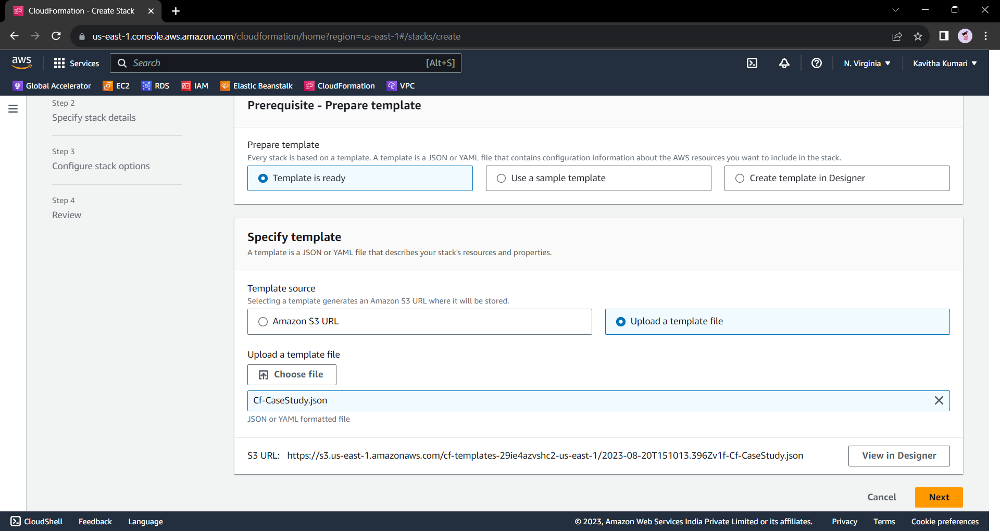 CloudFormation - Create Stack
us-east-1.console.aws.amazon.com/cloudformation/home?region=us-east-1#/stacks/create
aws
Services
Search
[Alt+S]
N. Virginia
Kavitha Kumari
Global Accelerator
EC2
RDS
IAM
Elastic Beanstalk
CloudFormation
VPC
Step 2
Specify stack details
Step 3
Configure stack options
Step 4
Review
Prerequisite - Prepare template
Prepare template
Every stack is based on a template. A template is a JSON or YAML file that contains configuration information about the AWS resources you want to include in the stack.
Template is ready
Use a sample template
Create template in Designer
Specify template
A template is a JSON or YAML file that describes your stack's resources and properties.
Template source
Selecting a template generates an Amazon S3 URL where it will be stored.
Amazon S3 URL
Upload a template file
Upload a template file
Choose file
Cf-CaseStudy.json
JSON or YAML formatted file
S3 URL: https://s3.us-east-1.amazonaws.com/cf-templates-29ie4azvshc2-us-east-1/2023-08-20T151013.396Zv1f-Cf-CaseStudy.json
View in Designer
Cancel
Next
CloudShell
Feedback
Language
© 2023, Amazon Web Services India Private Limited or its affiliates.
Privacy
Terms
Cookie preferences